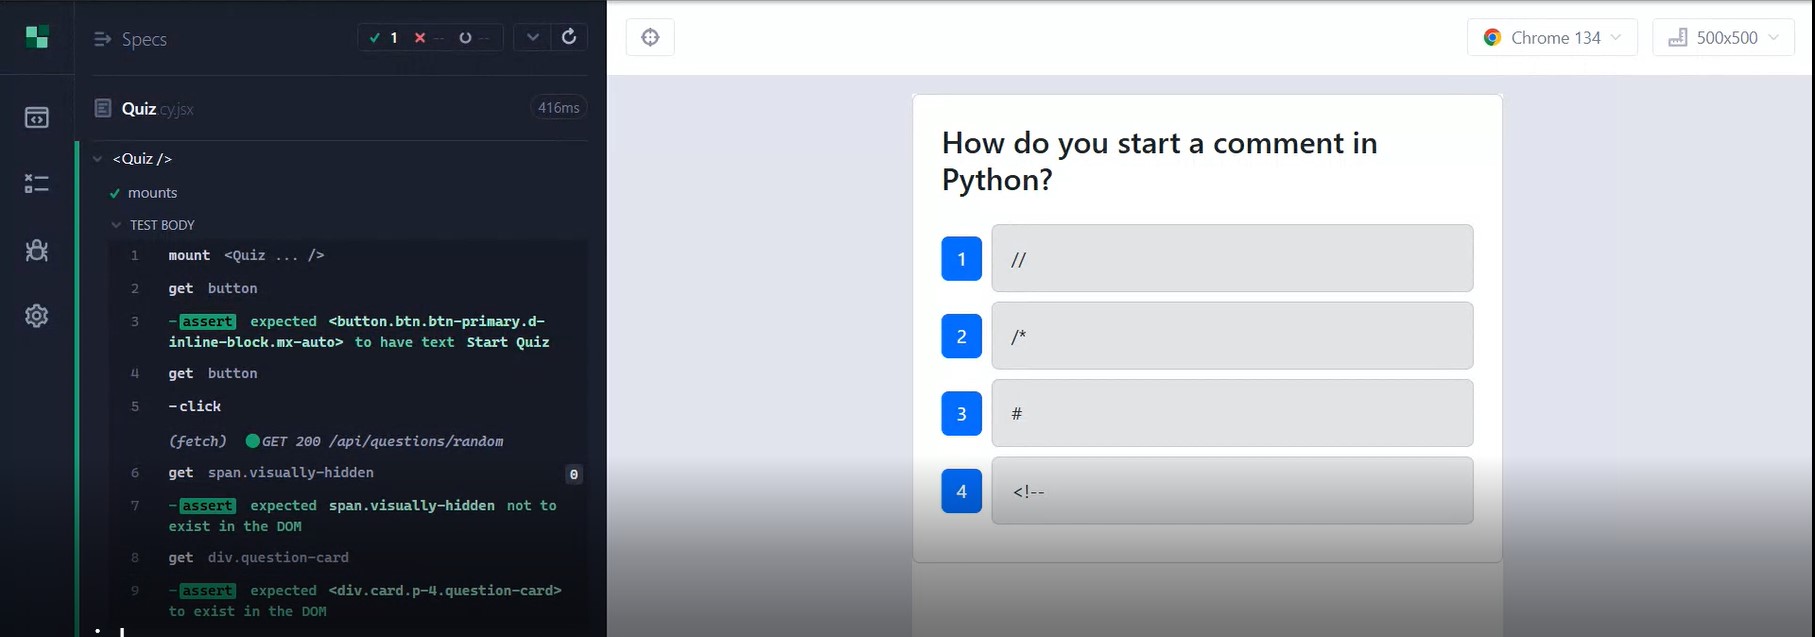 Specs
1 -- --
Quiz.cy.jsx
416ms
<Quiz />
mounts
TEST BODY
1 mount <Quiz ... />
2 get button
3 -assert expected <button.btn.btn-primary.d-
inline-block.mx-auto> to have text Start Quiz
4 get button
5 -click
(fetch) GET 200 /api/questions/random
6 get span.visually-hidden 0
7 -assert expected span.visually-hidden not to
exist in the DOM
8 get div.question-card
9 -assert expected <div.card.p-4.question-card>
to exist in the DOM
Chrome 134
500x500
How do you start a comment in
Python?
1 //
2 /*
3 #
4 <!--